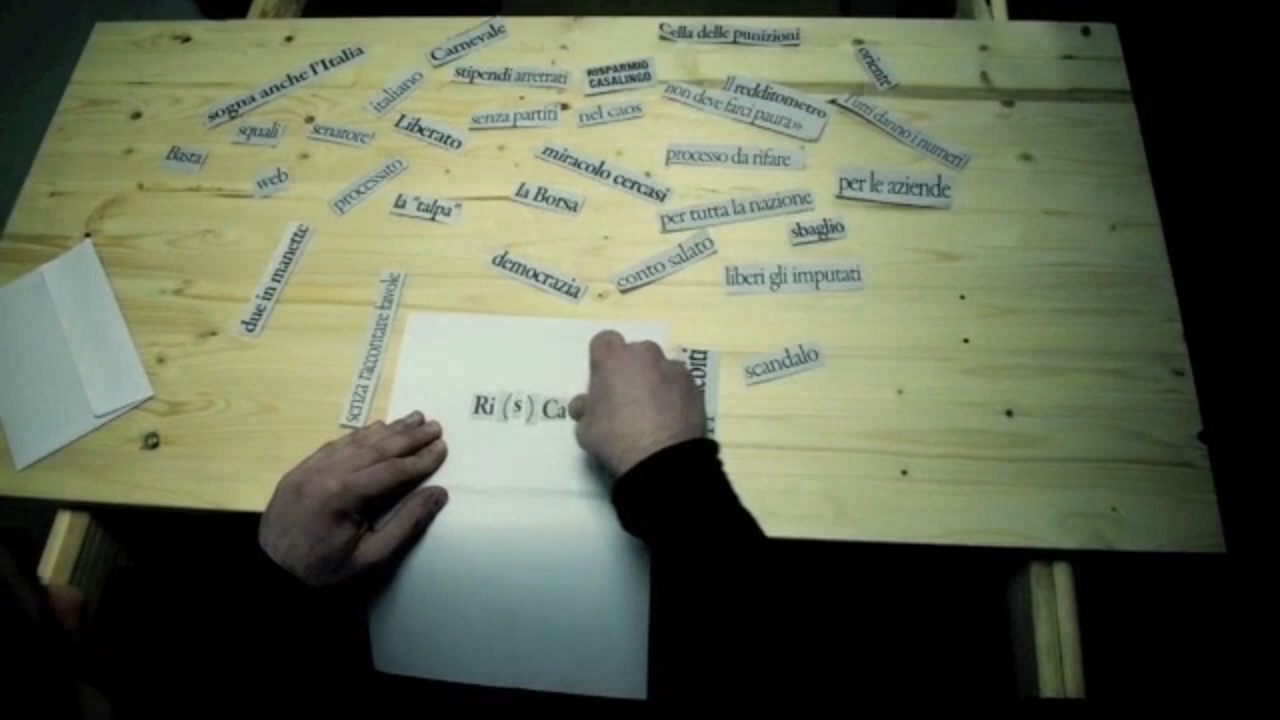 Cella delle punizioni
Carnevale
sogna anche l'Italia
italiano
stipendi arretrati
RISPARMIO
CASALINGO
orienti
Il redditometro
non deve farci paura»
Tutti danno i numeri
senza partiti
nel caos
squali
senatore!
Liberato
Basta!
web
processato
miracolo cercasi
processo da rifare
per le aziende
la "talpa"
la Borsa
per tutta la nazione
sbaglio
due in manette
democrazia
conto salato
liberi gli imputati
senza raccontare favole
scandalo
Ri (s) Ca